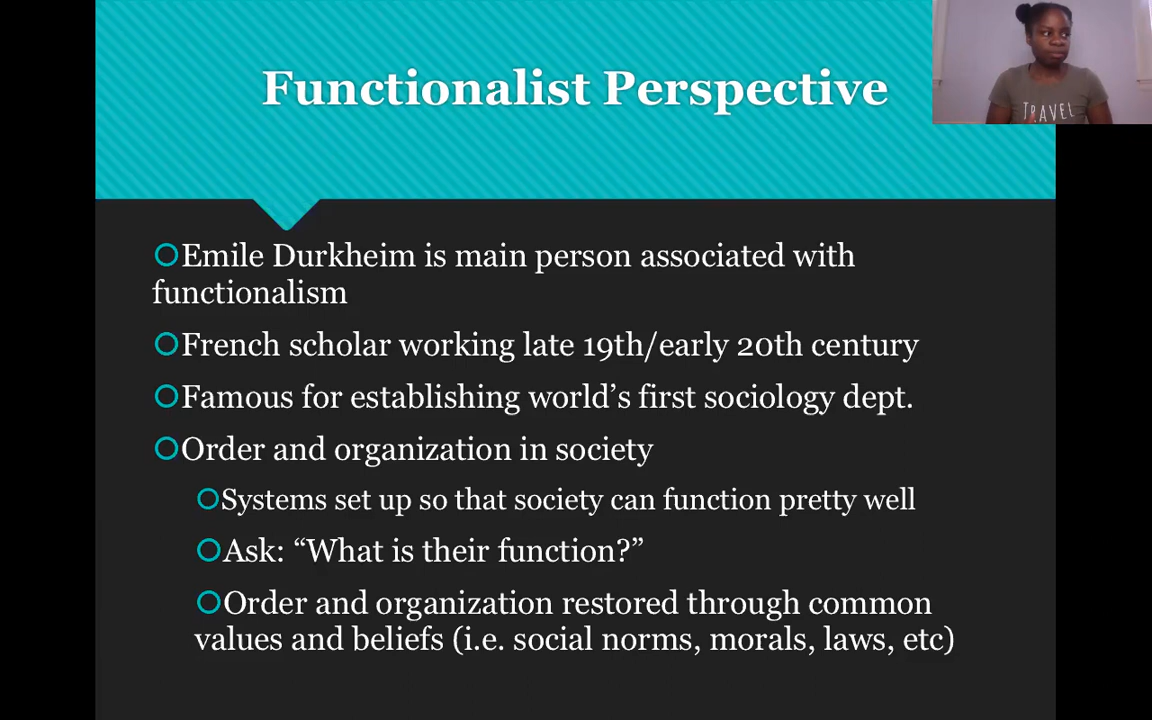 Functionalist Perspective
TRAVEL
Emile Durkheim is main person associated with
functionalism
French scholar working late 19th/early 20th century
Famous for establishing world’s first sociology dept.
Order and organization in society
Systems set up so that society can function pretty well
Ask: “What is their function?”
Order and organization restored through common
values and beliefs (i.e. social norms, morals, laws, etc)